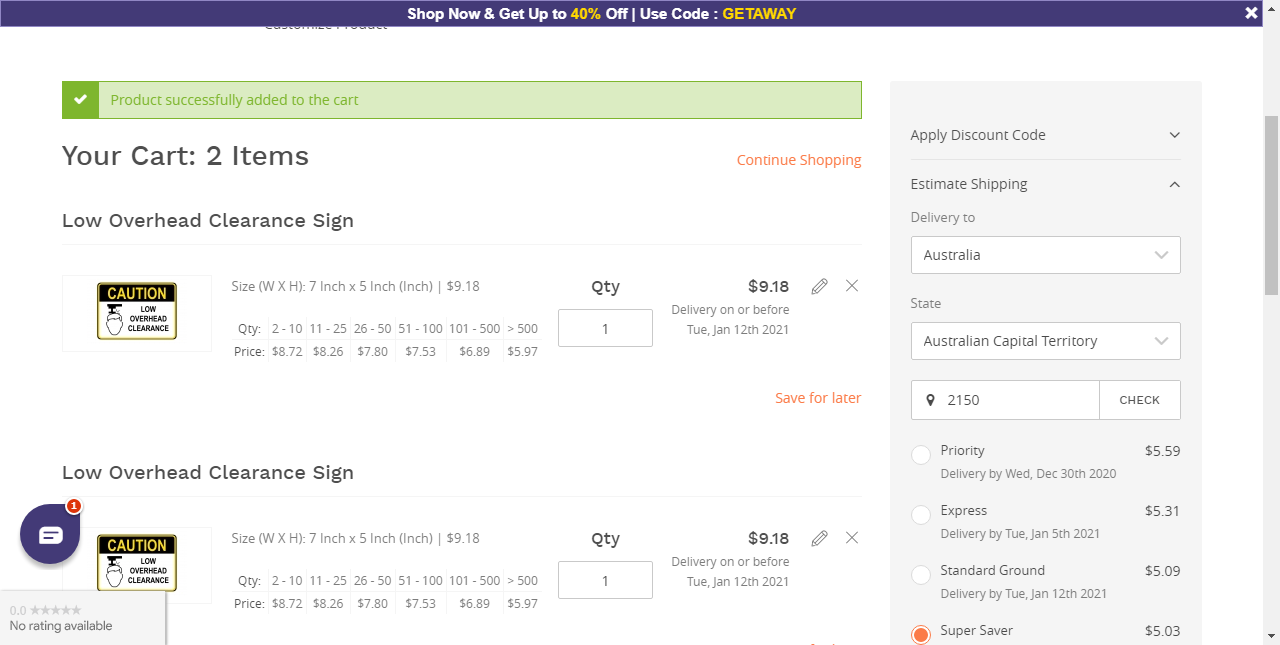 Shop Now & Get Up to 40% Off | Use Code : GETAWAY
Customize Product
Product successfully added to the cart
Your Cart: 2 Items
Continue Shopping
Low Overhead Clearance Sign
CAUTION
LOW
OVERHEAD
CLEARANCE
Size (W X H): 7 Inch x 5 Inch (Inch) | $9.18
Qty: 2 - 10 11 - 25 26 - 50 51 - 100 101 - 500 > 500
Price: $8.72 $8.26 $7.80 $7.53 $6.89 $5.97
Qty
1
$9.18
Delivery on or before
Tue, Jan 12th 2021
Save for later
Low Overhead Clearance Sign
CAUTION
LOW
OVERHEAD
CLEARANCE
Size (W X H): 7 Inch x 5 Inch (Inch) | $9.18
Qty: 2 - 10 11 - 25 26 - 50 51 - 100 101 - 500 > 500
Price: $8.72 $8.26 $7.80 $7.53 $6.89 $5.97
Qty
1
$9.18
Delivery on or before
Tue, Jan 12th 2021
1
0.0
No rating available
Apply Discount Code
Estimate Shipping
Delivery to
Australia
State
Australian Capital Territory
2150 CHECK
Priority $5.59
Delivery by Wed, Dec 30th 2020
Express $5.31
Delivery by Tue, Jan 5th 2021
Standard Ground $5.09
Delivery by Tue, Jan 12th 2021
Super Saver $5.03